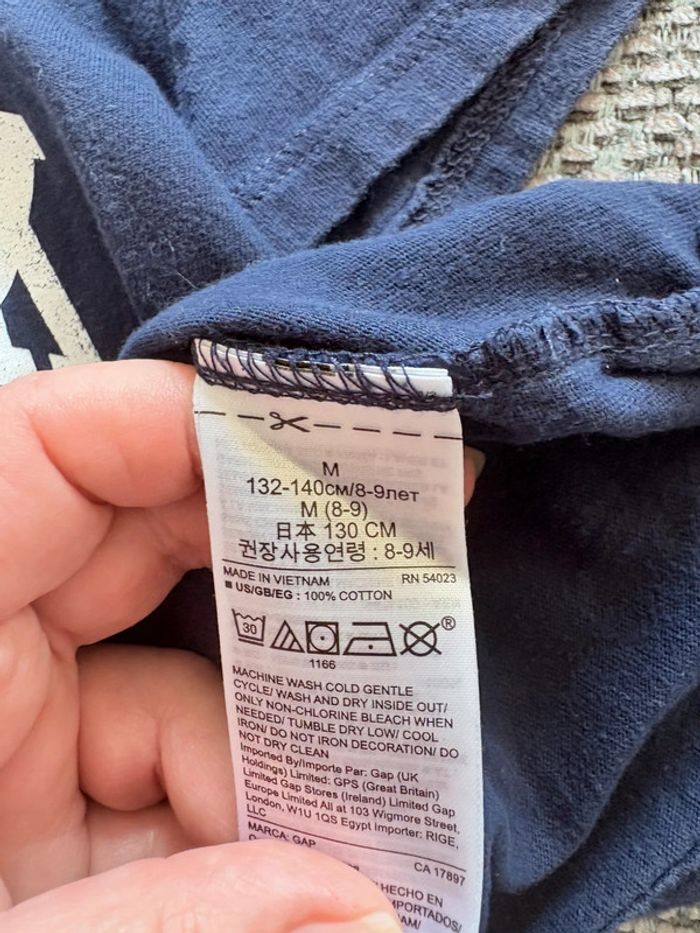 M
132-140см/8-9лет
M (8-9)
日本 130 CM
권장사용연령 : 8-9세
MADE IN VIETNAM RN 54023
■ US/GB/EG : 100% COTTON
30 ®
1166
MACHINE WASH COLD GENTLE
CYCLE/ WASH AND DRY INSIDE OUT/
ONLY NON-CHLORINE BLEACH WHEN
NEEDED/ TUMBLE DRY LOW/ COOL
IRON/ DO NOT IRON DECORATION/ DO
NOT DRY CLEAN
Imported By/Importe Par: Gap (UK
Holdings) Limited: GPS (Great Britain)
Limited Gap Stores (Ireland) Limited Gap
Europe Limited All at 103 Wigmore Street,
London, W1U 1QS Egypt Importer: RIGE,
LLC
MARCA: GAP
CA 17897
HECHO EN